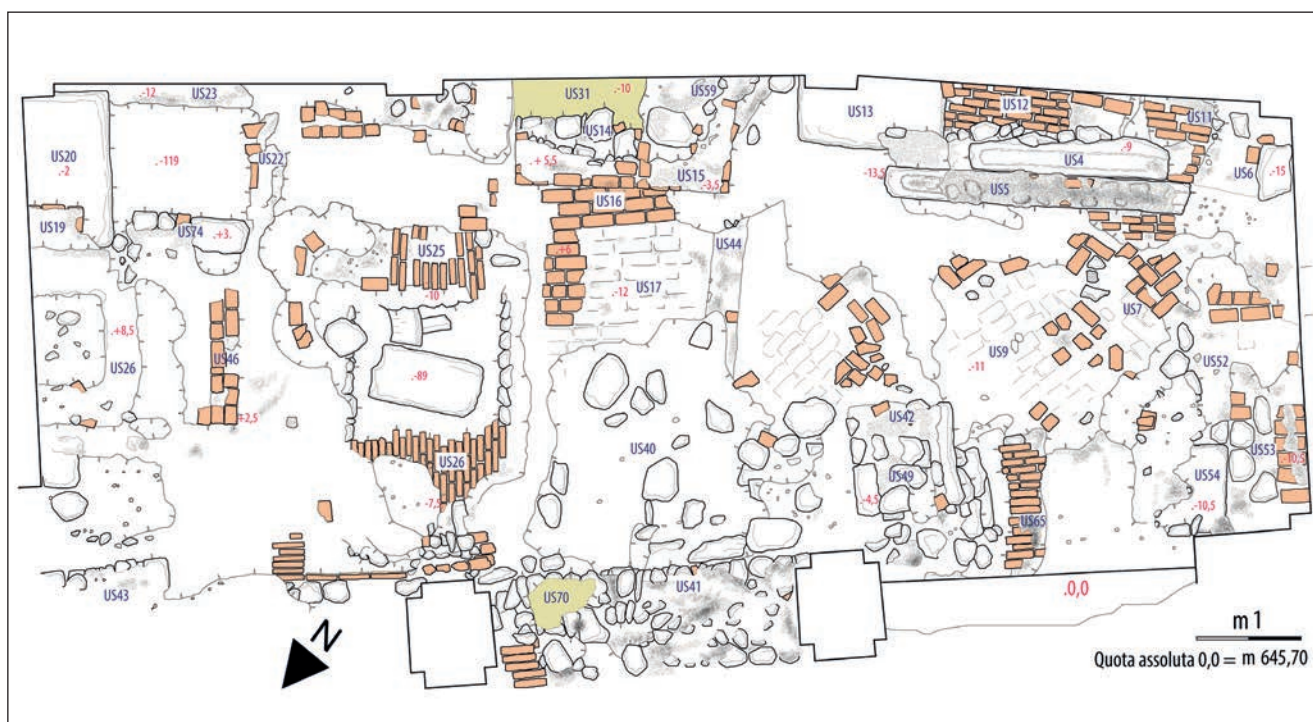 .-12 US23
US31 .-10
US59
US12
US11
US13
US14
US20
.-2
.-119
US22
.+ 5,5
US15
.-3,5
.-13,5
US4
.-9
US6
.-15
US5
US16
US19
US74
.+3.
US25
.+6
US44
.-10
.-12
US17
US7
.+8,5
US26
US46
.+2,5
.-89
US9
.-11
US52
US42
US26
.-7,5
US40
US49
.-4,5
US53
.-10,5
US54
.-10,5
US65
US43
US70
US41
.0,0
N
m 1
Quota assoluta 0,0 = m 645,70